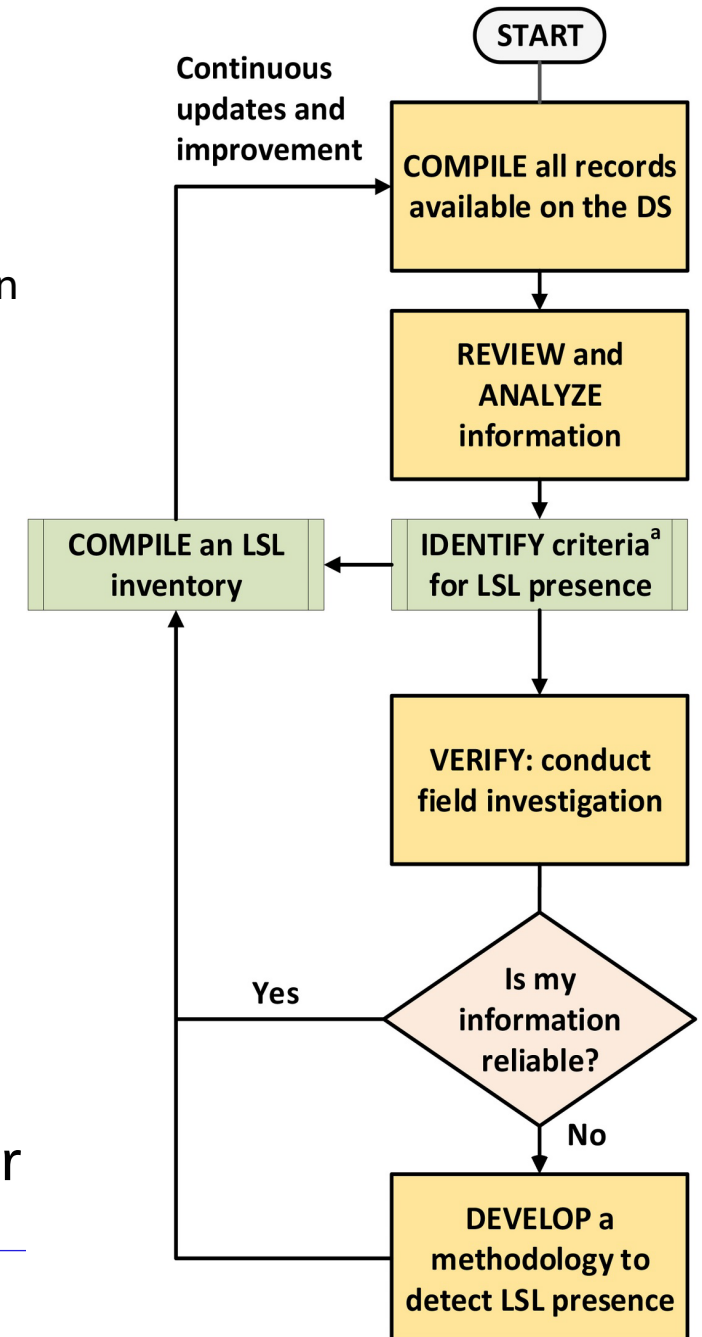 START
Continuous
updates and
improvement
COMPILE all records
available on the DS
n
REVIEW and
ANALYZE
information
COMPILE an LSL
inventory
IDENTIFY criteriaᵃ
for LSL presence
VERIFY: conduct
field investigation
Is my
information
reliable?
Yes
No
r
DEVELOP a
methodology to
detect LSL presence